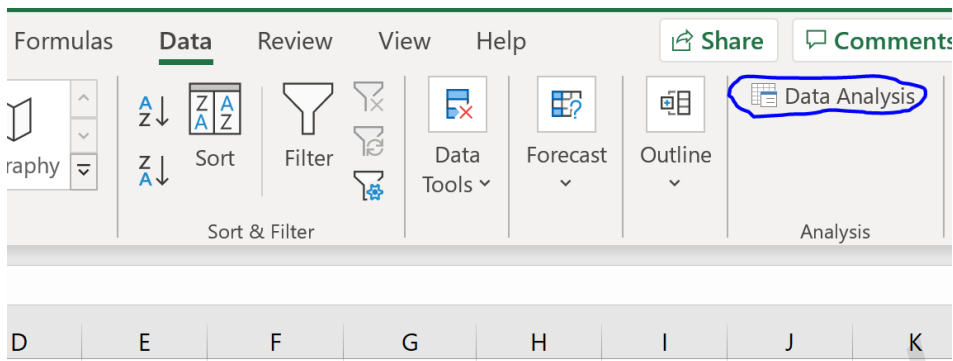 Formulas Data Review View Help Share Comments
Data Analysis
Sort Filter Data Tools Forecast Outline
raphy
Sort & Filter Analysis
D E F G H I J K